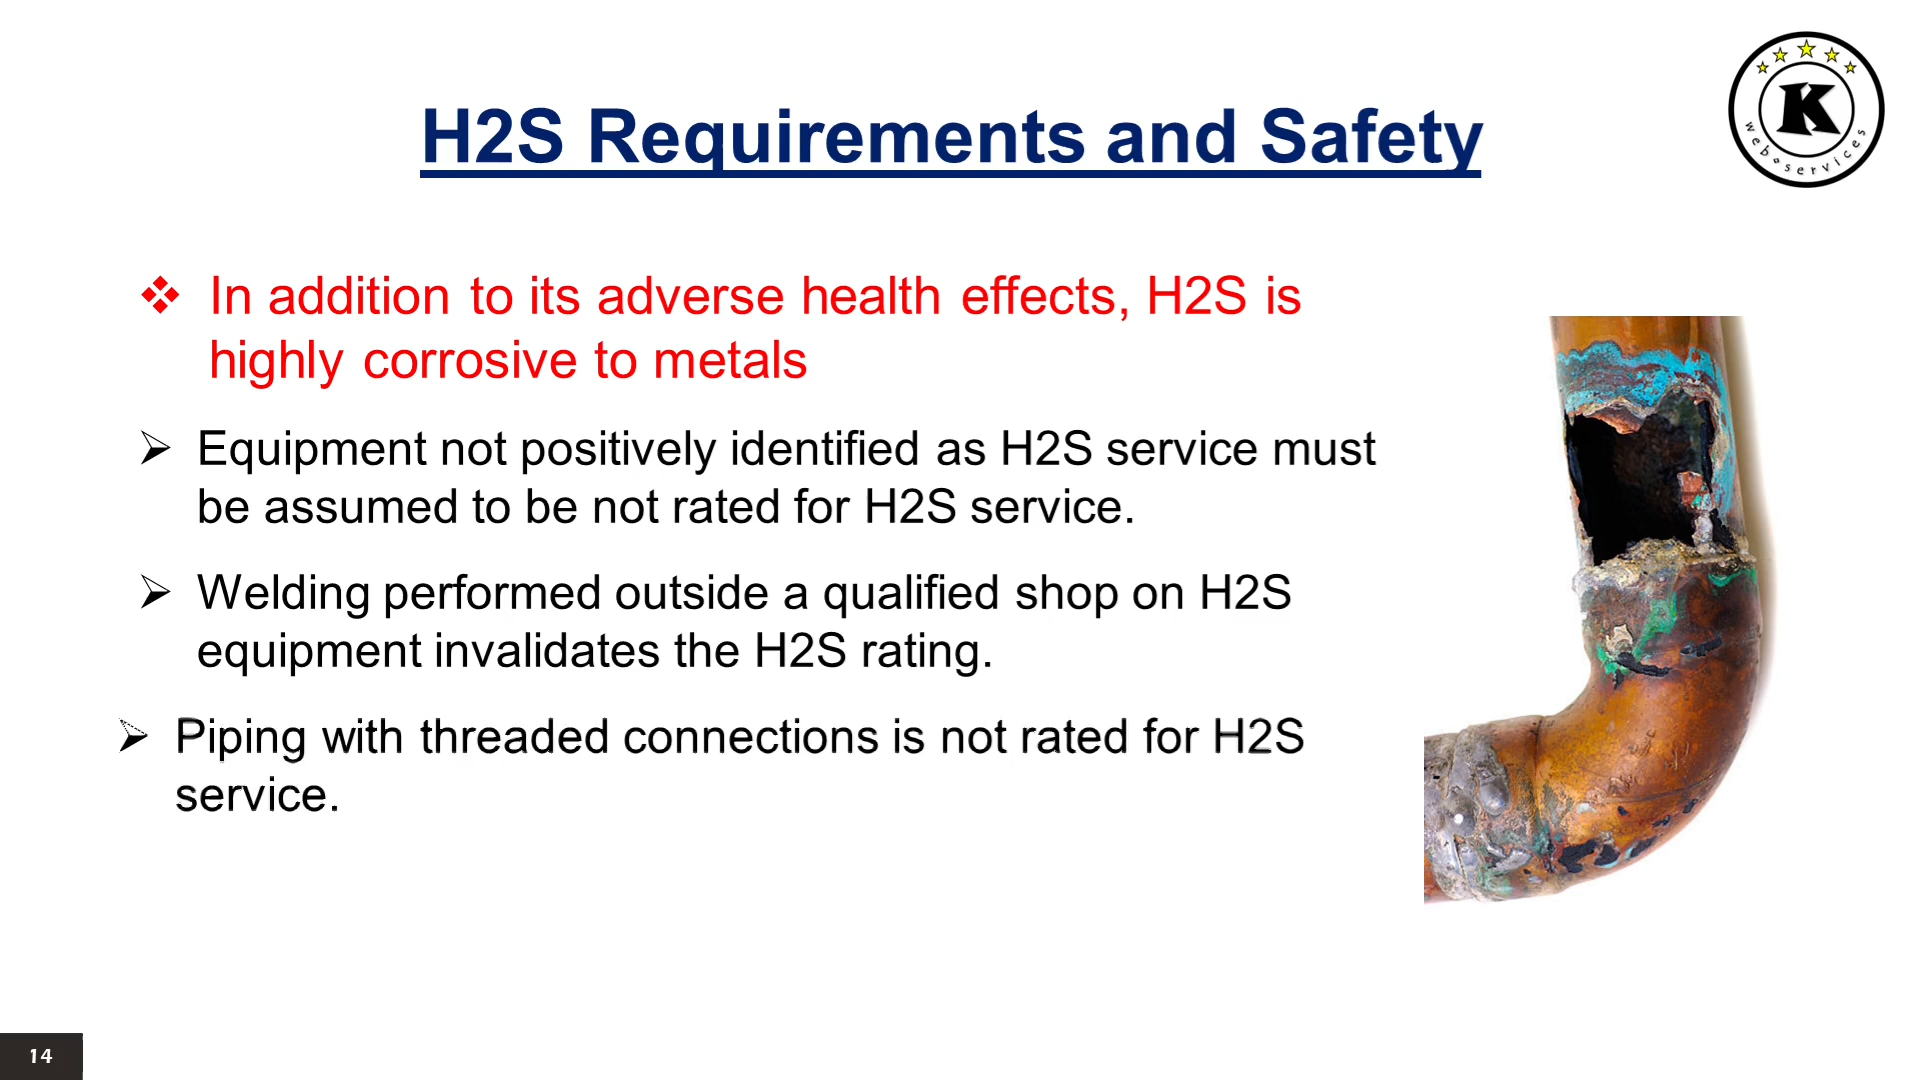 H2S Requirements and Safety
K
web services
❖ In addition to its adverse health effects, H2S is
highly corrosive to metals
➢ Equipment not positively identified as H2S service must
be assumed to be not rated for H2S service.
➢ Welding performed outside a qualified shop on H2S
equipment invalidates the H2S rating.
➢ Piping with threaded connections is not rated for H2S
service.
14